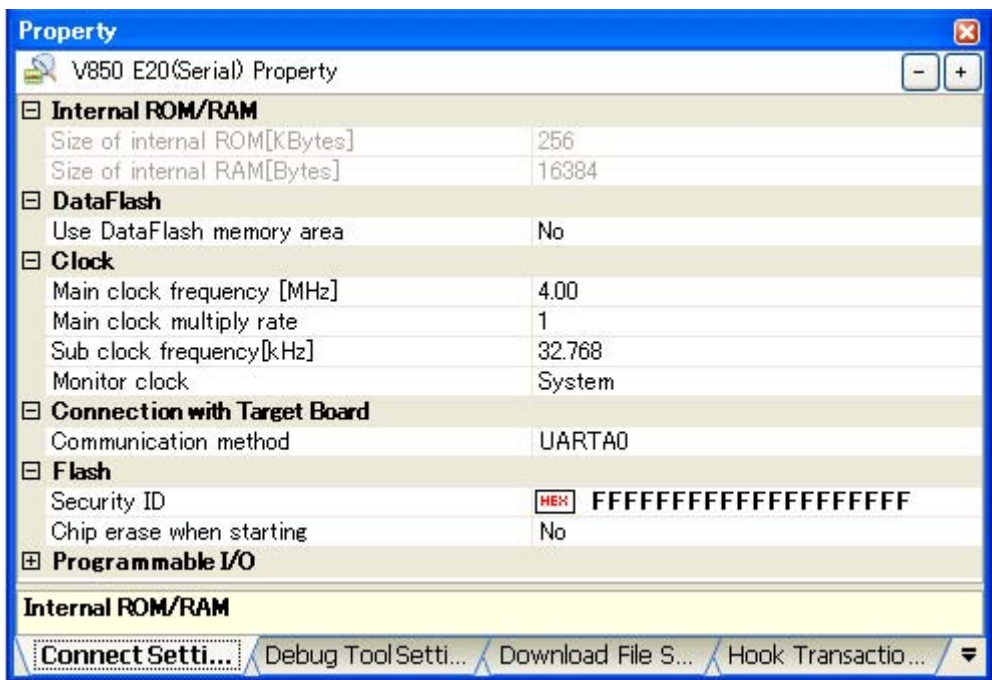 Property
V850 E20(Serial) Property
- +
Internal ROM/RAM
Size of internal ROM[KBytes] 256
Size of internal RAM[Bytes] 16384
DataFlash
Use DataFlash memory area No
Clock
Main clock frequency [MHz] 4.00
Main clock multiply rate 1
Sub clock frequency[kHz] 32.768
Monitor clock System
Connection with Target Board
Communication method UARTA0
Flash
Security ID HEX FFFFFFFFFFFFFFFFFFFF
Chip erase when starting No
Programmable I/O
Internal ROM/RAM
Connect Setti... Debug Tool Setti... Download File S... Hook Transactio...